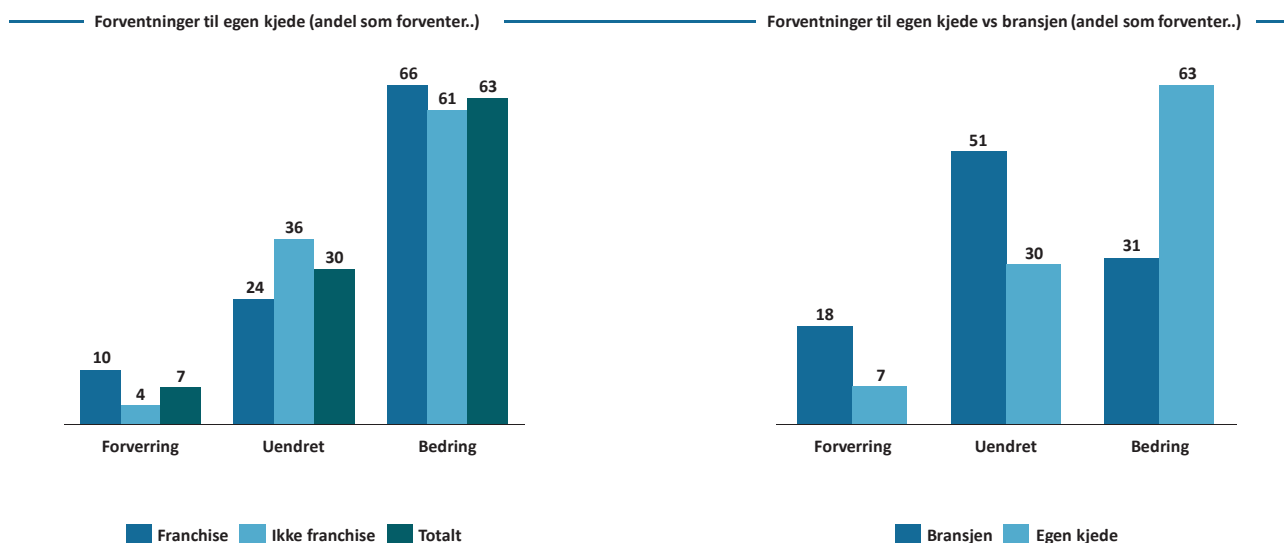 Forventninger til egen kjede (andel som forventer..)
66
61
63
36
30
24
10
4
7
Forverring
Uendret
Bedring
Franchise
Ikke franchise
Totalt
Forventninger til egen kjede vs bransjen (andel som forventer..)
63
51
30
31
18
7
Forverring
Uendret
Bedring
Bransjen
Egen kjede